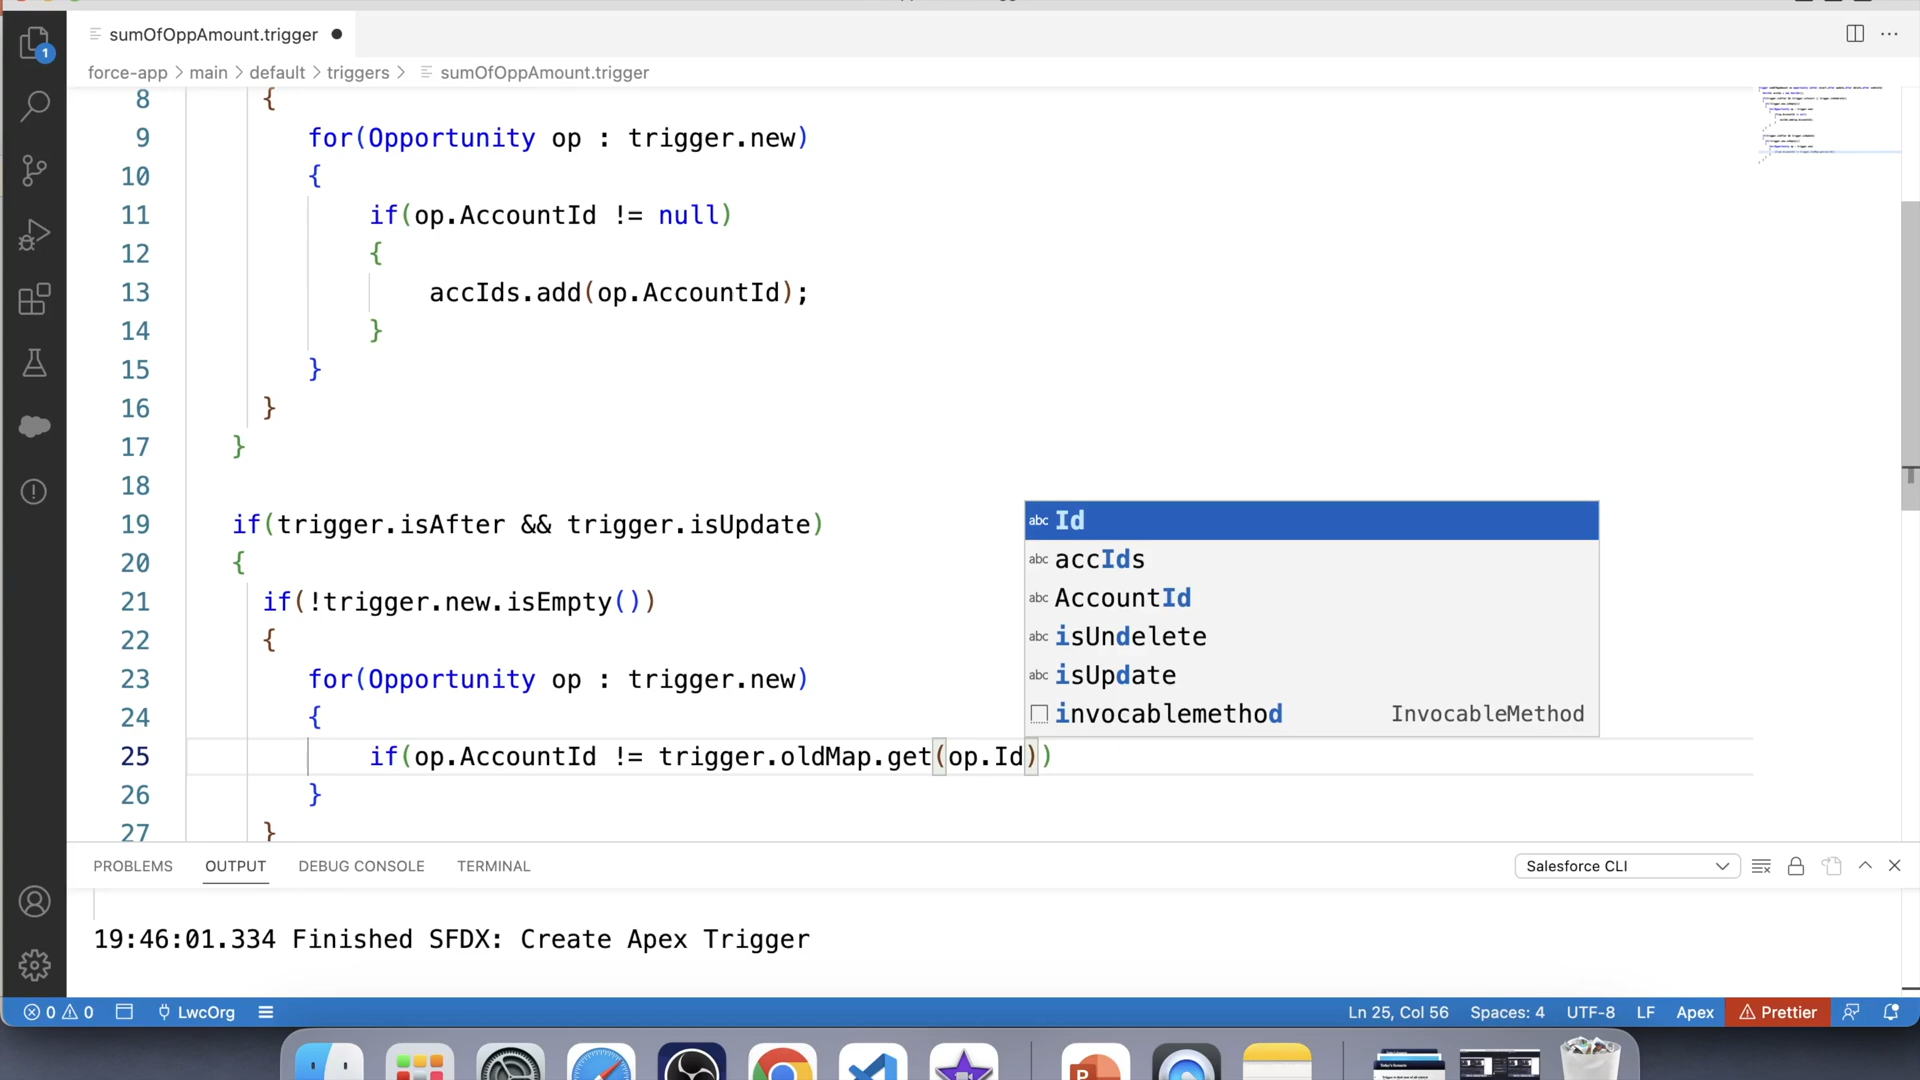 1
sumOfOppAmount.trigger
force-app > main > default > triggers > sumOfOppAmount.trigger
8 {
9 for(Opportunity op : trigger.new)
10 {
11 if(op.AccountId != null)
12 {
13 accIds.add(op.AccountId);
14 }
15 }
16 }
17 }
18
19 if(trigger.isAfter && trigger.isUpdate)
20 {
21 if(!trigger.new.isEmpty())
22 {
23 for(Opportunity op : trigger.new)
24 {
25 if(op.AccountId != trigger.oldMap.get(op.Id))
26 }
27 }
abc Id
abc accIds
abc AccountId
abc isUndelete
abc isUpdate
invocablemethod InvocableMethod
PROBLEMS OUTPUT DEBUG CONSOLE TERMINAL Salesforce CLI
19:46:01.334 Finished SFDX: Create Apex Trigger
0 0 LwcOrg Ln 25, Col 56 Spaces: 4 UTF-8 LF Apex Prettier